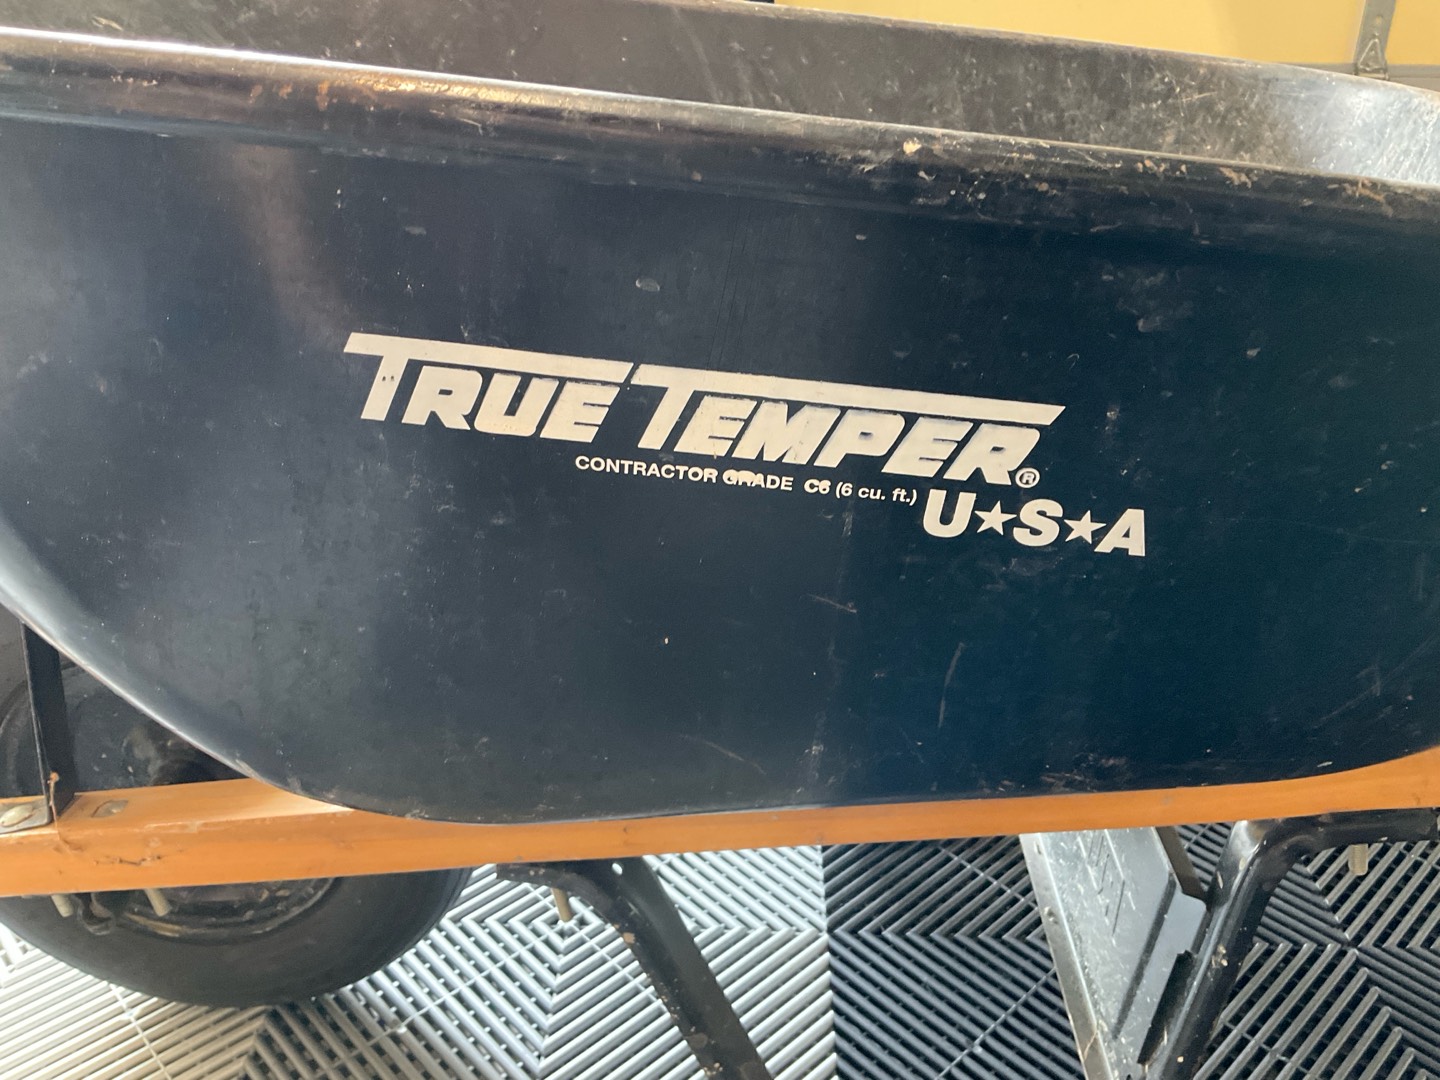 TRUE TEMPER®
CONTRACTOR GRADE C6 (6 cu. ft.)
U★S★A